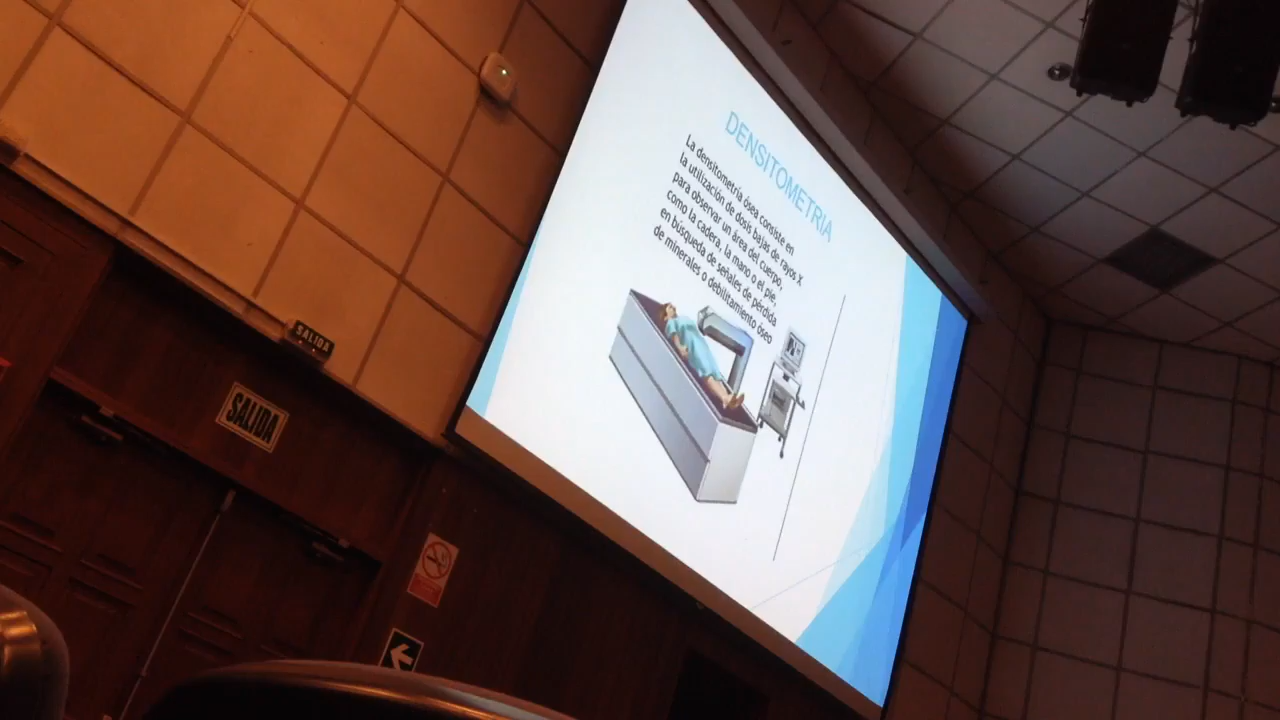 DENSITOMETRIA
La densitometría ósea consiste en
la utilización de dosis bajas de rayos X
para observar un área del cuerpo,
como la cadera, la mano o el pie,
en búsqueda de señales de pérdida
de minerales o debilitamiento óseo
SALIDA
SALIDA